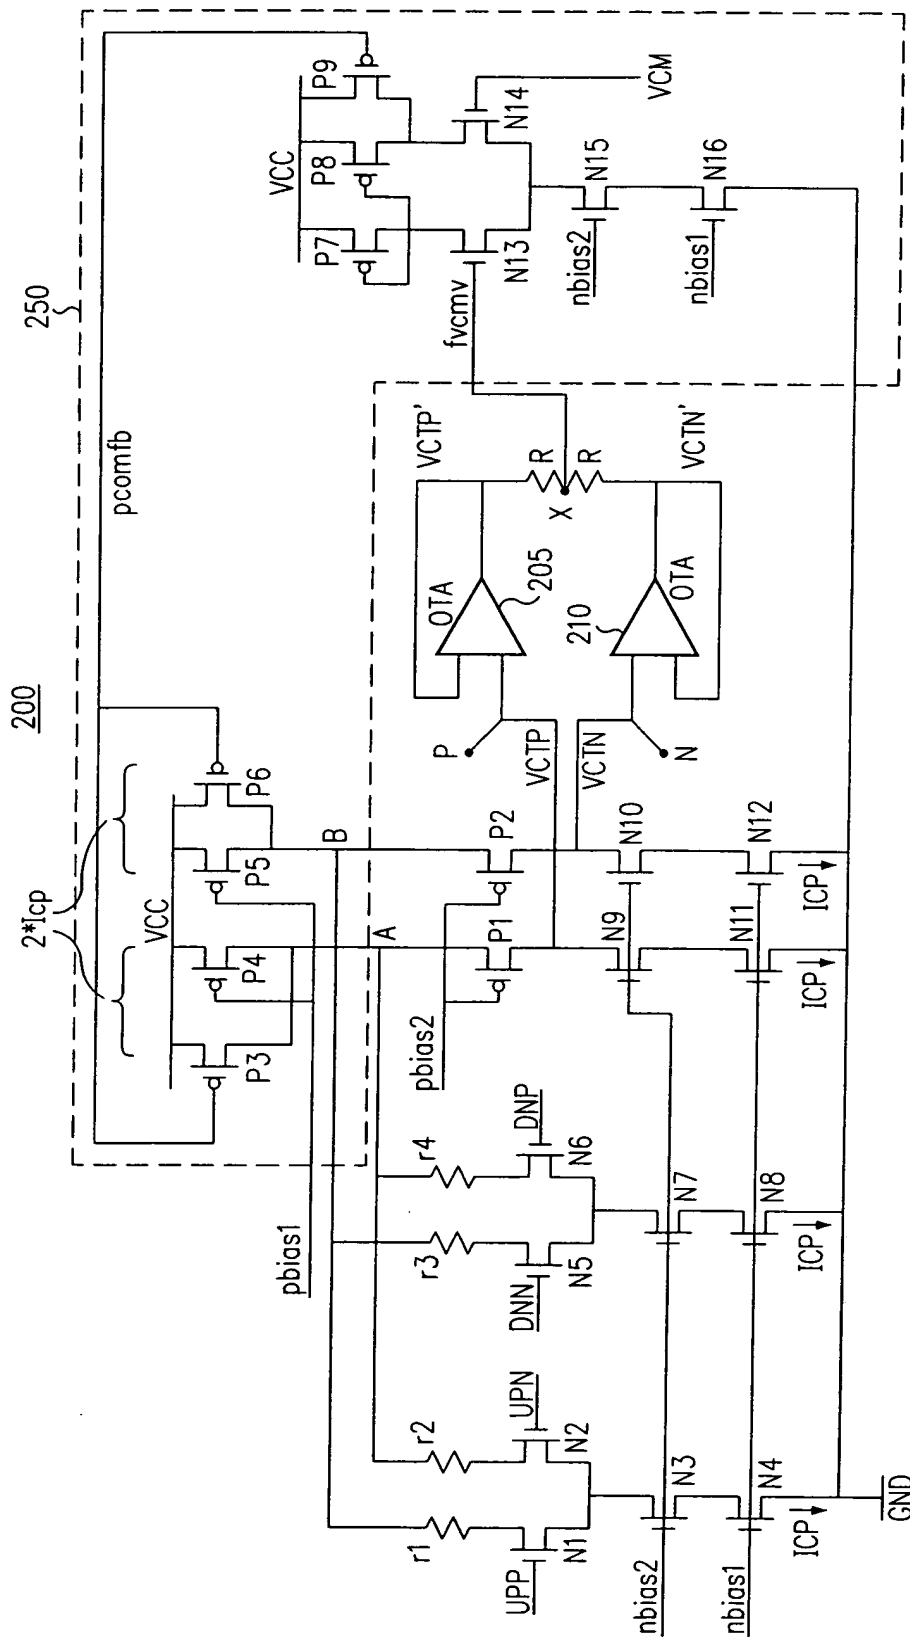 200
250
2*Icp
pcomfb
VCC
P3
P4
P5
P6
VCC
P7
P8
P9
pbias1
A
B
fvcmv
N13
N14
VCM
nbias2
N15
nbias1
N16
r1
r2
r3
r4
UPP
N1
UPN
N2
DNN
N5
DNP
N6
pbias2
P1
P2
P
VCTP
VCTN
N
OTA
205
210
OTA
VCTP'
VCTN'
R
R
X
nbias2
N3
N7
N9
N10
nbias1
N4
N8
N11
N12
ICP
ICP
ICP
ICP
GND